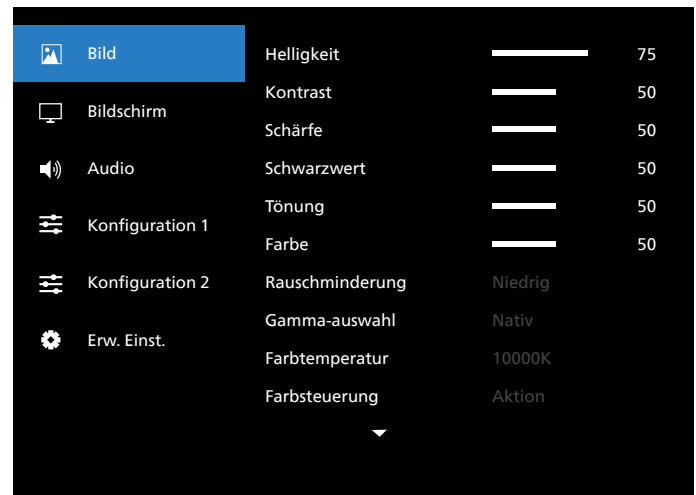 Bild
Bildschirm
Audio
Konfiguration 1
Konfiguration 2
Erw. Einst.
Helligkeit 75
Kontrast 50
Schärfe 50
Schwarzwert 50
Tönung 50
Farbe 50
Rauschminderung Niedrig
Gamma-auswahl Nativ
Farbtemperatur 10000K
Farbsteuerung Aktion